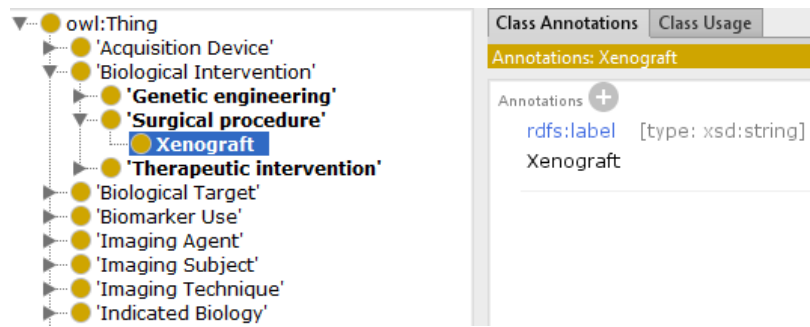 owl:Thing
'Acquisition Device'
'Biological Intervention'
'Genetic engineering'
'Surgical procedure'
Xenograft
'Therapeutic intervention'
'Biological Target'
'Biomarker Use'
'Imaging Agent'
'Imaging Subject'
'Imaging Technique'
'Indicated Biology'
Class Annotations Class Usage
Annotations: Xenograft
Annotations
rdfs:label [type: xsd:string]
Xenograft